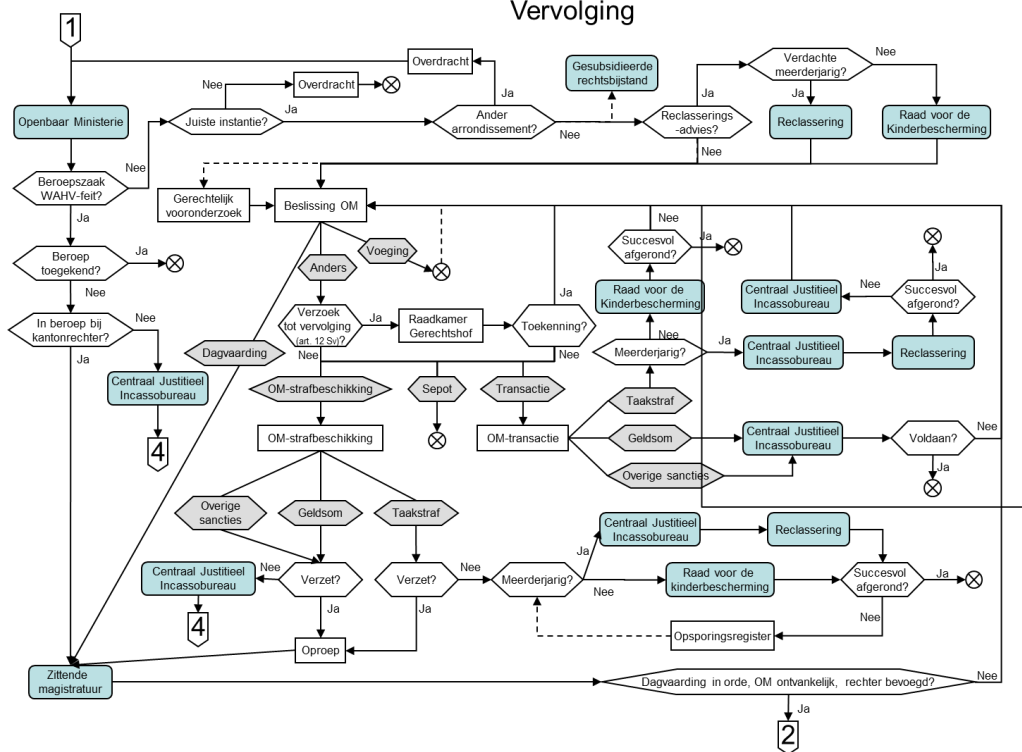 Vervolging
1
Overdracht
Nee
Overdracht
Gesubsidieerde
rechtsbijstand
Verdachte
meerderjarig?
Nee
Openbaar Ministerie
Juiste instantie?
Ja
Ander
arrondissement?
Ja
Nee
Reclasserings
-advies?
Ja
Nee
Ja
Reclassering
Raad voor de
Kinderbescherming
Nee
Beroepszaak
WAHV-feit?
Ja
Gerechtelijk
vooronderzoek
Beslissing OM
Beroep
toegekend?
Ja
Nee
Anders
Voeging
Nee
Succesvol
afgerond?
Ja
Raad voor de
Kinderbescherming
Centraal Justitieel
Incassobureau
Nee
Ja
Succesvol
afgerond?
In beroep bij
kantonrechter?
Nee
Ja
Verzoek
tot vervolging
(art. 12 Sv)?
Ja
Nee
Raadkamer
Gerechtshof
Ja
Toekenning?
Nee
Dagvaarding
Nee
Meerderjarig?
Ja
Centraal Justitieel
Incassobureau
Reclassering
Centraal Justitieel
Incassobureau
4
OM-strafbeschikking
Sepot
Transactie
Taakstraf
OM-strafbeschikking
OM-transactie
Geldsom
Centraal Justitieel
Incassobureau
Voldaan?
Nee
Ja
Overige sancties
Overige
sancties
Geldsom
Taakstraf
Centraal Justitieel
Incassobureau
Reclassering
Centraal Justitieel
Incassobureau
Nee
Verzet?
Ja
Verzet?
Nee
Ja
Meerderjarig?
Ja
Nee
Raad voor de
kinderbescherming
Succesvol
afgerond?
Ja
Nee
4
Oproep
Opsporingsregister
Zittende
magistratuur
Dagvaarding in orde, OM ontvankelijk, rechter bevoegd?
Nee
Ja
2